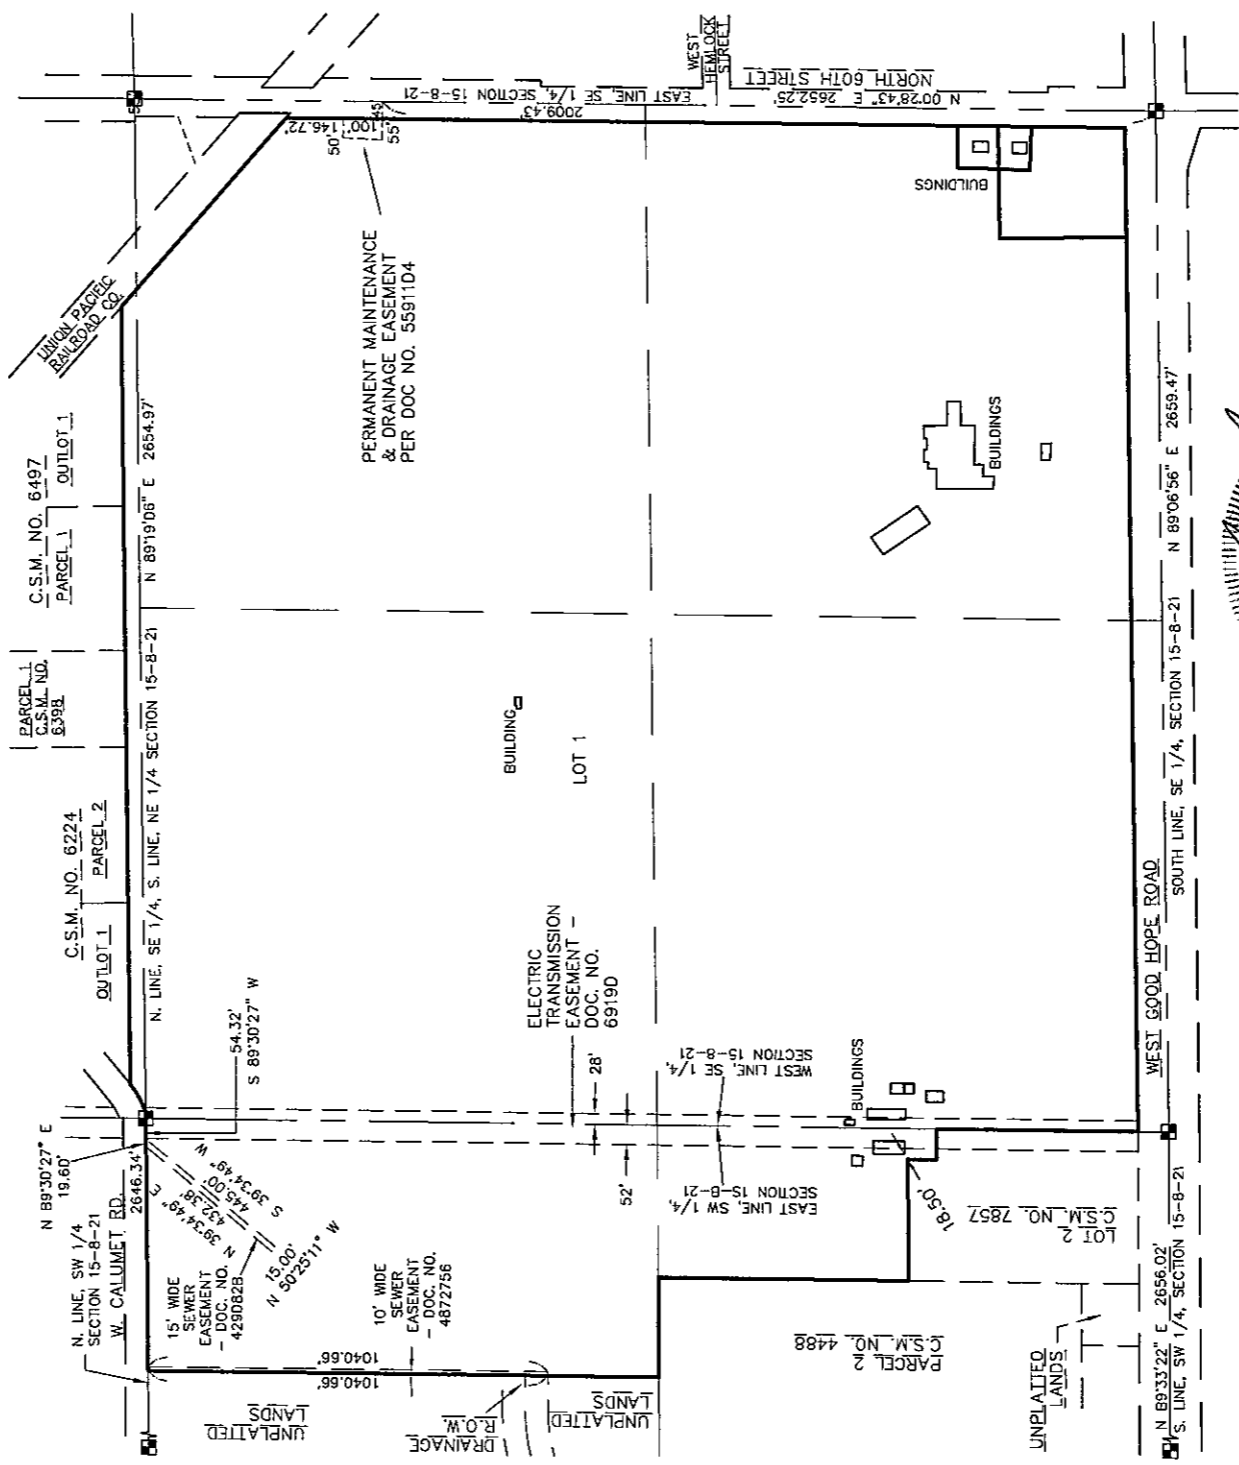 C.S.M. NO. 6497
PARCEL 1
OUTLOT 1
PARCEL 1
C.S.M. NO.
6398
C.S.M. NO. 6224
OUTLOT 1
PARCEL 2
UNION PACIFIC
RAILROAD CO.
N 89°19'06" E 2654.97'
N. LINE, SE 1/4, S. LINE, NE 1/4 SECTION 15-8-21
N 89°30'27" E
19.60'
54.32'
S 89°30'27" W
N. LINE, SW 1/4
SECTION 15-8-21
W. CALUMET RD.
2646.34'
S 39°34'49" W
445.00'
432.38'
N 39°34'49" E
15.00'
N 50°25'11" W
15' WIDE
SEWER
EASEMENT
- DOC. NO.
4290828
10' WIDE
SEWER
EASEMENT
- DOC. NO.
4872756
1040.66'
1040.66'
UNPLATTED
LANDS
DRAINAGE
R.O.W.
UNPLATTED
LANDS
PERMANENT MAINTENANCE
& DRAINAGE EASEMENT
PER DOC NO. 5591104
50'
100'
146.72'
55'
45'
2009.43'
EAST LINE, SE 1/4, SECTION 15-8-21
N 00°28'43" E 2652.25'
NORTH 60TH STREET
WEST
HEMLOCK
STREET
BUILDINGS
BUILDINGS
BUILDING
LOT 1
ELECTRIC
TRANSMISSION
EASEMENT -
DOC. NO.
6919D
28'
52'
WEST LINE, SE 1/4,
SECTION 15-8-21
EAST LINE, SW 1/4,
SECTION 15-8-21
BUILDINGS
18.50'
LOT 2
C.S.M. NO. 7857
PARCEL 2
C.S.M. NO. 4488
UNPLATTED
LANDS
WEST GOOD HOPE ROAD
N 89°06'56" E 2659.47'
SOUTH LINE, SE 1/4, SECTION 15-8-21
N 89°33'22" E 2656.02'
S. LINE, SW 1/4, SECTION 15-8-21